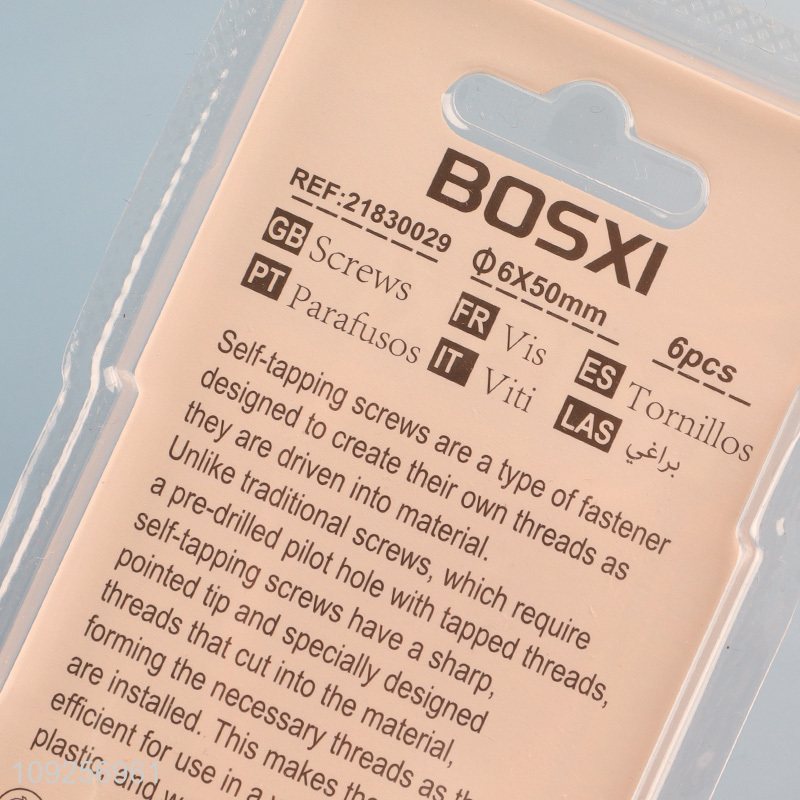 BOSXI
REF:21830029 Φ6X50mm 6pcs
GB Screws FR Vis ES Tornillos
PT Parafusos IT Viti LAS براغي
Self-tapping screws are a type of fastener
designed to create their own threads as
they are driven into material.
Unlike traditional screws, which require
a pre-drilled pilot hole with tapped threads,
self-tapping screws have a sharp,
pointed tip and specially designed
threads that cut into the material,
forming the necessary threads as th
are installed. This makes the
efficient for use in a
plastic and w